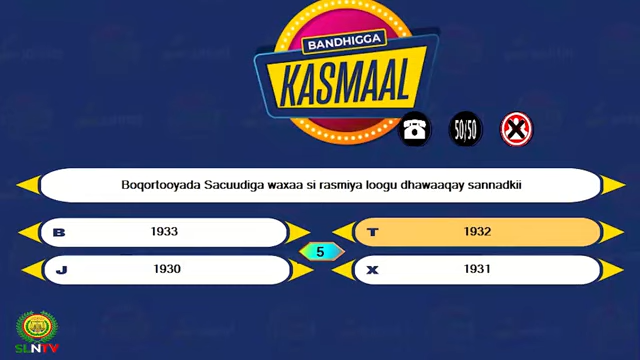 BANDHIGGA
KASMAAL
50/50
Boqortooyada Sacuudiga waxaa si rasmiya loogu dhawaaqay sannadkii
B 1933
T 1932
5
J 1930
X 1931
SLNTV